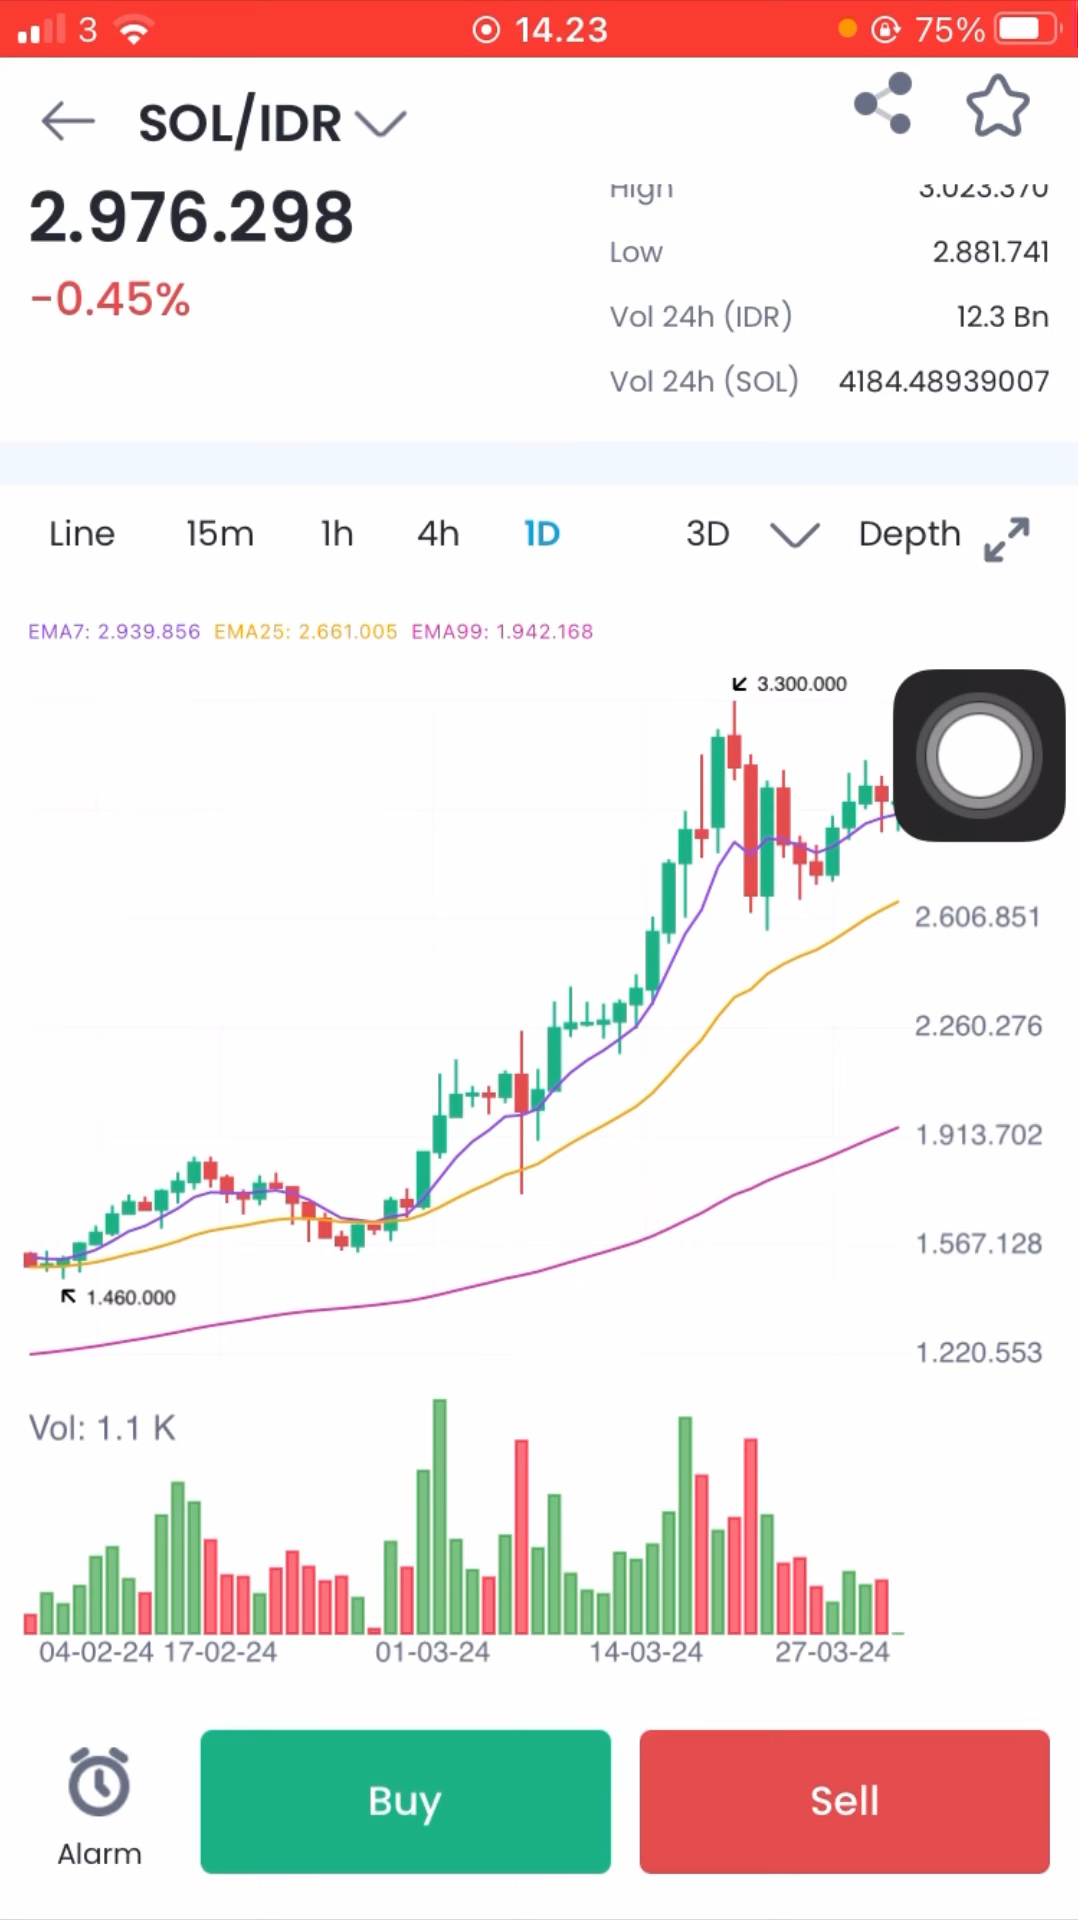 3 14.23 75%
SOL/IDR
2.976.298
-0.45%
High 3.023.370
Low 2.881.741
Vol 24h (IDR) 12.3 Bn
Vol 24h (SOL) 4184.48939007
Line 15m 1h 4h 1D 3D Depth
EMA7: 2.939.856 EMA25: 2.661.005 EMA99: 1.942.168
3.300.000
2.606.851
2.260.276
1.913.702
1.567.128
1.460.000
1.220.553
Vol: 1.1 K
04-02-24 17-02-24 01-03-24 14-03-24 27-03-24
Buy Sell
Alarm